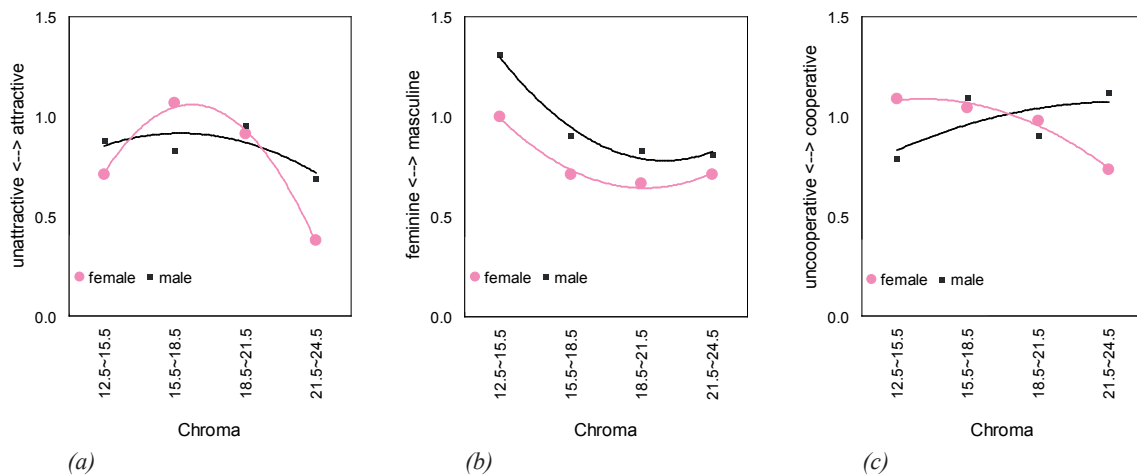 unattractive <---> attractive
1.5
1.0
0.5
0.0
female male
12.5~15.5
15.5~18.5
18.5~21.5
21.5~24.5
Chroma
(a)
feminine <---> masculine
1.5
1.0
0.5
0.0
female male
12.5~15.5
15.5~18.5
18.5~21.5
21.5~24.5
Chroma
(b)
uncooperative <---> cooperative
1.5
1.0
0.5
0.0
female male
12.5~15.5
15.5~18.5
18.5~21.5
21.5~24.5
Chroma
(c)